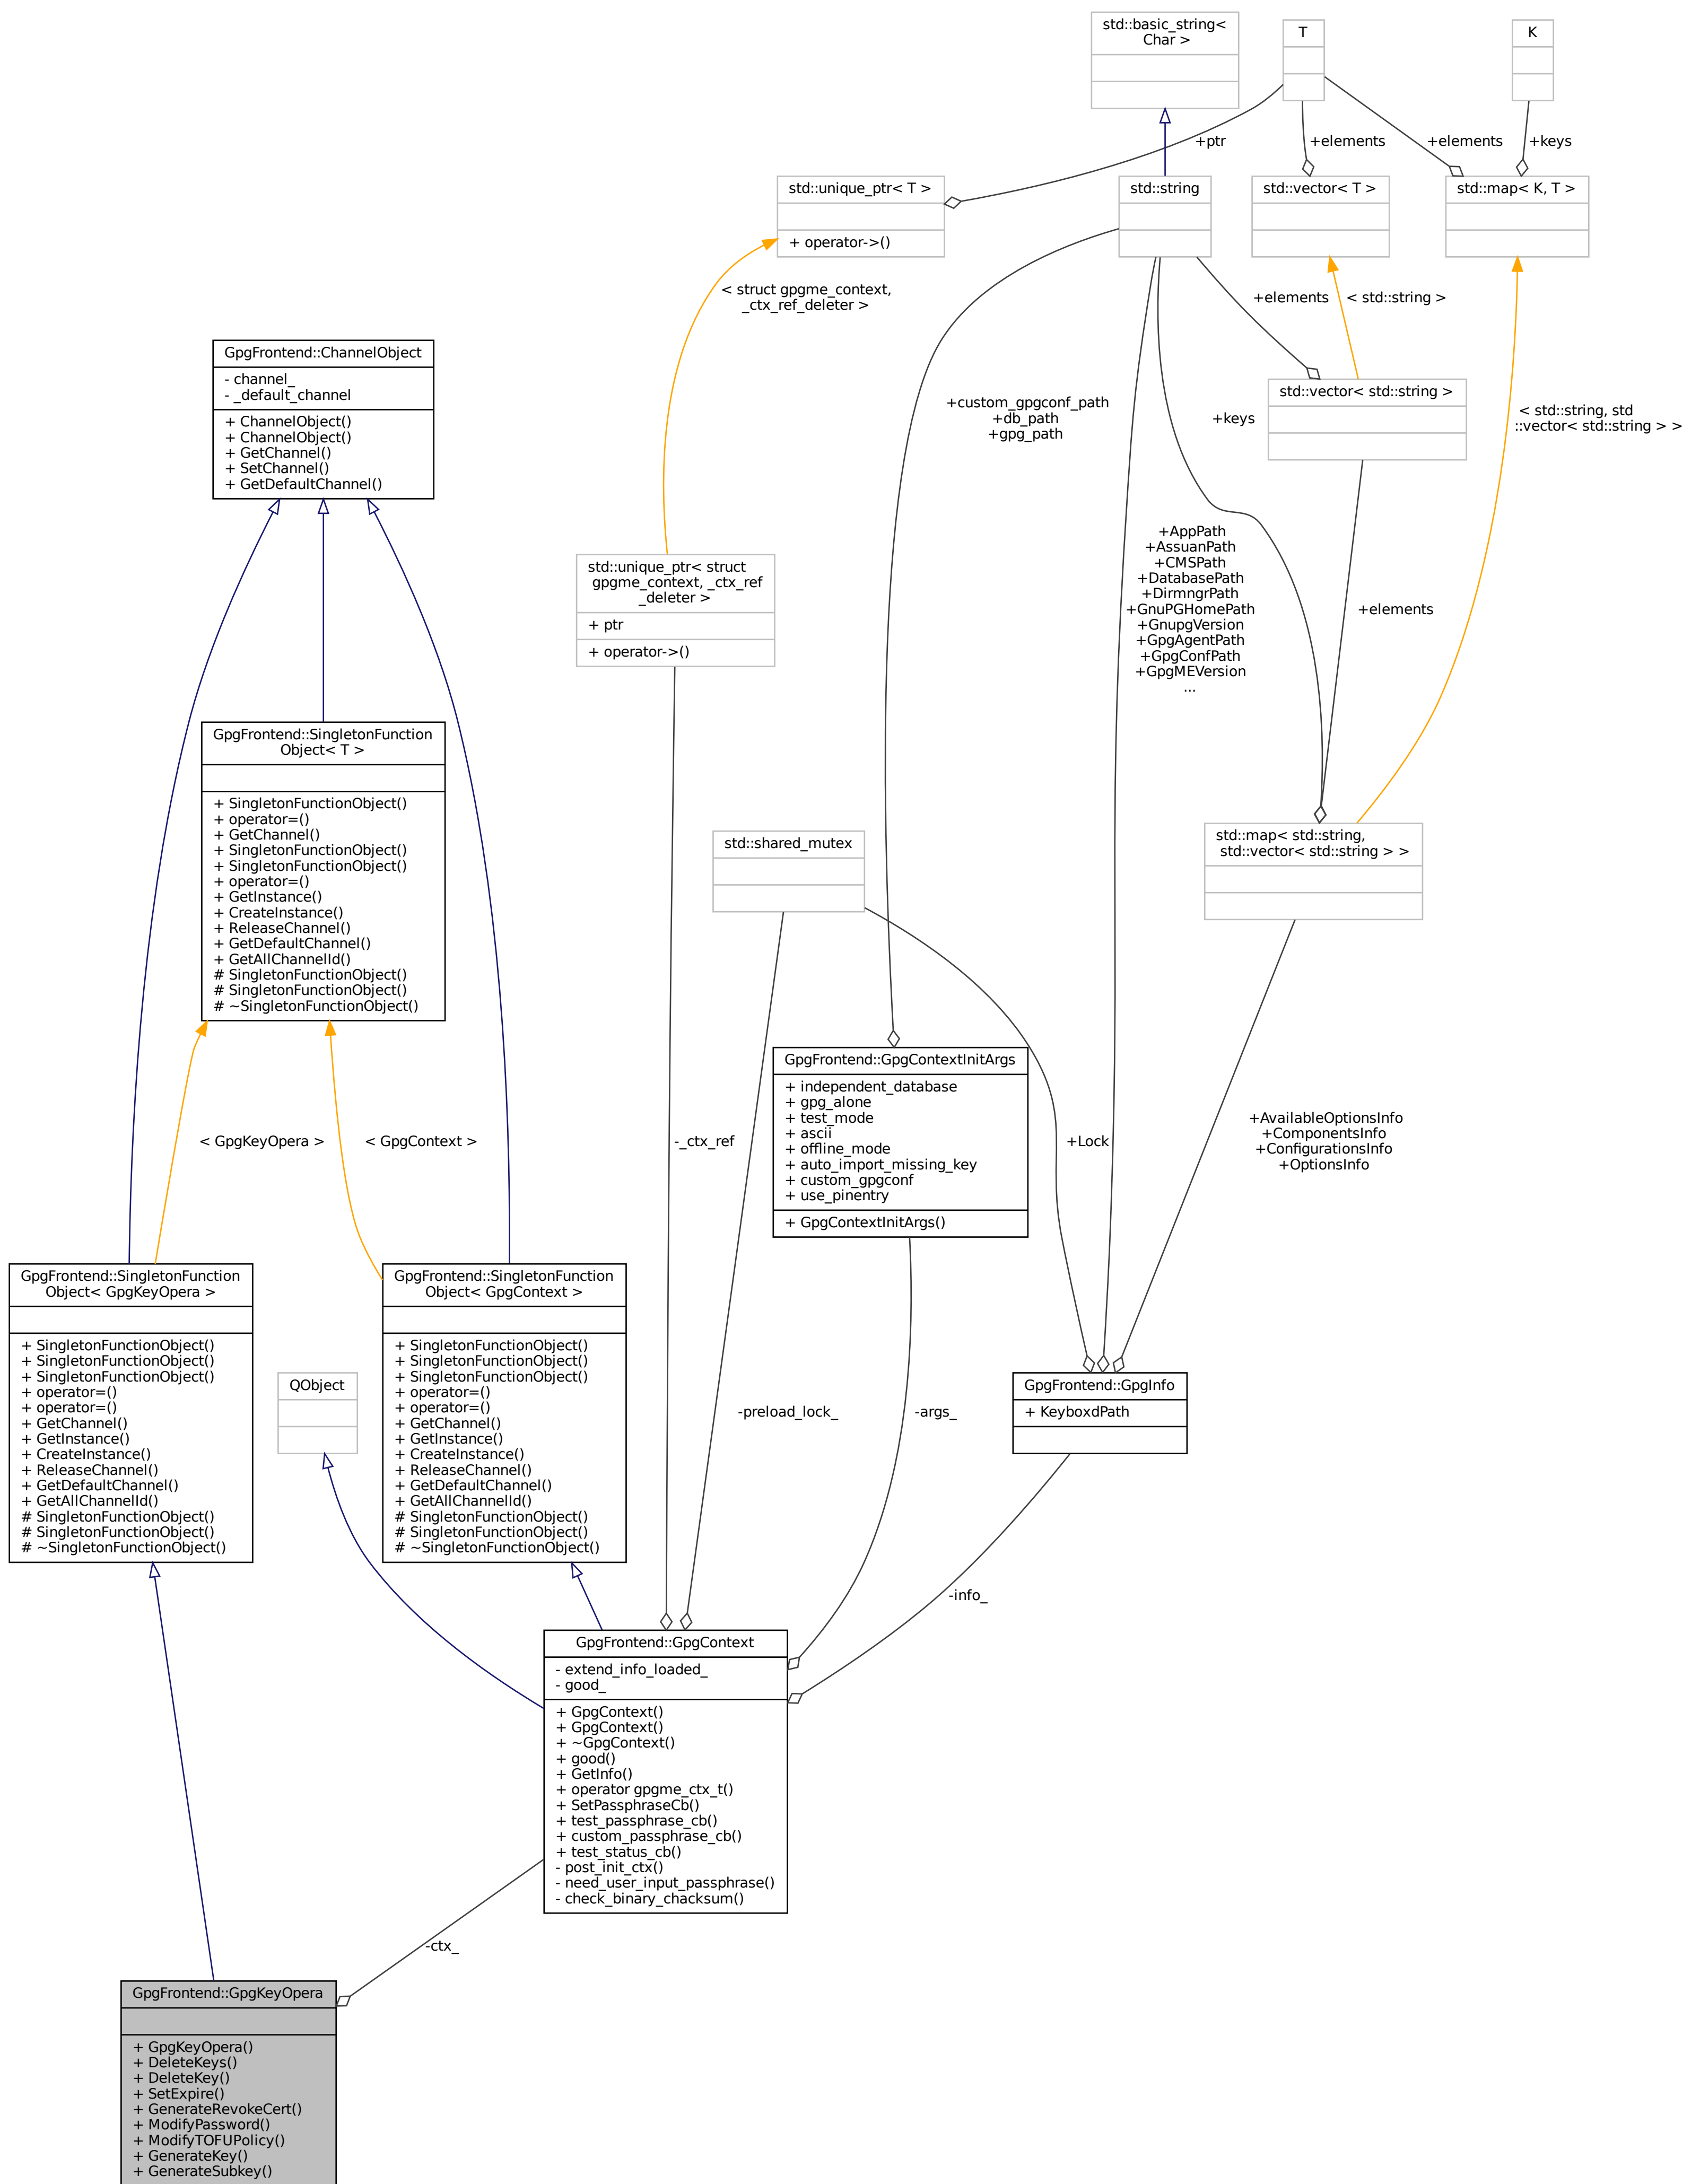 std::basic_string<
Char >
T
K
+ptr
+elements
+elements
+keys
std::unique_ptr< T >
+ operator->()
std::string
std::vector< T >
std::map< K, T >
< struct gpgme_context,
_ctx_ref_deleter >
+elements
< std::string >
GpgFrontend::ChannelObject
- channel_
- _default_channel
+ ChannelObject()
+ ChannelObject()
+ GetChannel()
+ SetChannel()
+ GetDefaultChannel()
+custom_gpgconf_path
+db_path
+gpg_path
+keys
std::vector< std::string >
< std::string, std
::vector< std::string > >
+AppPath
+AssuanPath
+CMSPath
+DatabasePath
+DirmngrPath
+GnuPGHomePath
+GnupgVersion
+GpgAgentPath
+GpgConfPath
+GpgMEVersion
...
std::unique_ptr< struct
gpgme_context, _ctx_ref
_deleter >
+ ptr
+ operator->()
+elements
GpgFrontend::SingletonFunction
Object< T >
+ SingletonFunctionObject()
+ operator=()
+ GetChannel()
+ SingletonFunctionObject()
+ SingletonFunctionObject()
+ operator=()
+ GetInstance()
+ CreateInstance()
+ ReleaseChannel()
+ GetDefaultChannel()
+ GetAllChannelId()
# SingletonFunctionObject()
# SingletonFunctionObject()
# ~SingletonFunctionObject()
std::shared_mutex
std::map< std::string,
std::vector< std::string > >
GpgFrontend::GpgContextInitArgs
+ independent_database
+ gpg_alone
+ test_mode
+ ascii
+ offline_mode
+ auto_import_missing_key
+ custom_gpgconf
+ use_pinentry
+ GpgContextInitArgs()
< GpgKeyOpera >
< GpgContext >
-_ctx_ref
+Lock
+AvailableOptionsInfo
+ComponentsInfo
+ConfigurationsInfo
+OptionsInfo
GpgFrontend::SingletonFunction
Object< GpgKeyOpera >
+ SingletonFunctionObject()
+ SingletonFunctionObject()
+ SingletonFunctionObject()
+ operator=()
+ operator=()
+ GetChannel()
+ GetInstance()
+ CreateInstance()
+ ReleaseChannel()
+ GetDefaultChannel()
+ GetAllChannelId()
# SingletonFunctionObject()
# SingletonFunctionObject()
# ~SingletonFunctionObject()
QObject
GpgFrontend::SingletonFunction
Object< GpgContext >
+ SingletonFunctionObject()
+ SingletonFunctionObject()
+ SingletonFunctionObject()
+ operator=()
+ operator=()
+ GetChannel()
+ GetInstance()
+ CreateInstance()
+ ReleaseChannel()
+ GetDefaultChannel()
+ GetAllChannelId()
# SingletonFunctionObject()
# SingletonFunctionObject()
# ~SingletonFunctionObject()
-preload_lock_
-args_
GpgFrontend::GpgInfo
+ KeyboxdPath
-info_
GpgFrontend::GpgContext
- extend_info_loaded_
- good_
+ GpgContext()
+ GpgContext()
+ ~GpgContext()
+ good()
+ GetInfo()
+ operator gpgme_ctx_t()
+ SetPassphraseCb()
+ test_passphrase_cb()
+ custom_passphrase_cb()
+ test_status_cb()
- post_init_ctx()
- need_user_input_passphrase()
- check_binary_chacksum()
-ctx_
GpgFrontend::GpgKeyOpera
+ GpgKeyOpera()
+ DeleteKeys()
+ DeleteKey()
+ SetExpire()
+ GenerateRevokeCert()
+ ModifyPassword()
+ ModifyTOFUPolicy()
+ GenerateKey()
+ GenerateSubkey()